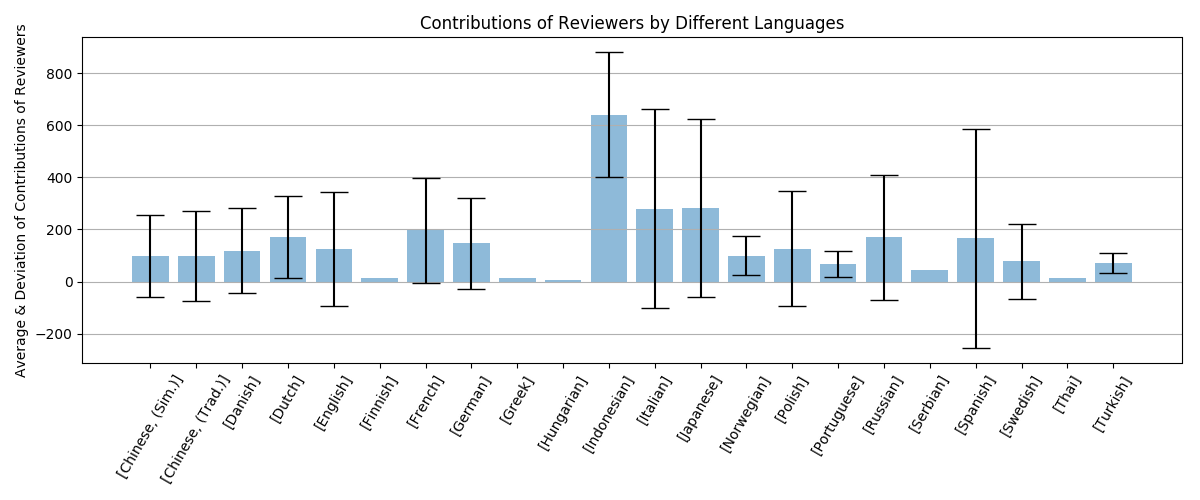 Contributions of Reviewers by Different Languages
Average & Deviation of Contributions of Reviewers
800
600
400
200
0
−200
[Chinese, (Sim.)]
[Chinese, (Trad.)]
[Danish]
[Dutch]
[English]
[Finnish]
[French]
[German]
[Greek]
[Hungarian]
[Indonesian]
[Italian]
[Japanese]
[Norwegian]
[Polish]
[Portuguese]
[Russian]
[Serbian]
[Spanish]
[Swedish]
[Thai]
[Turkish]